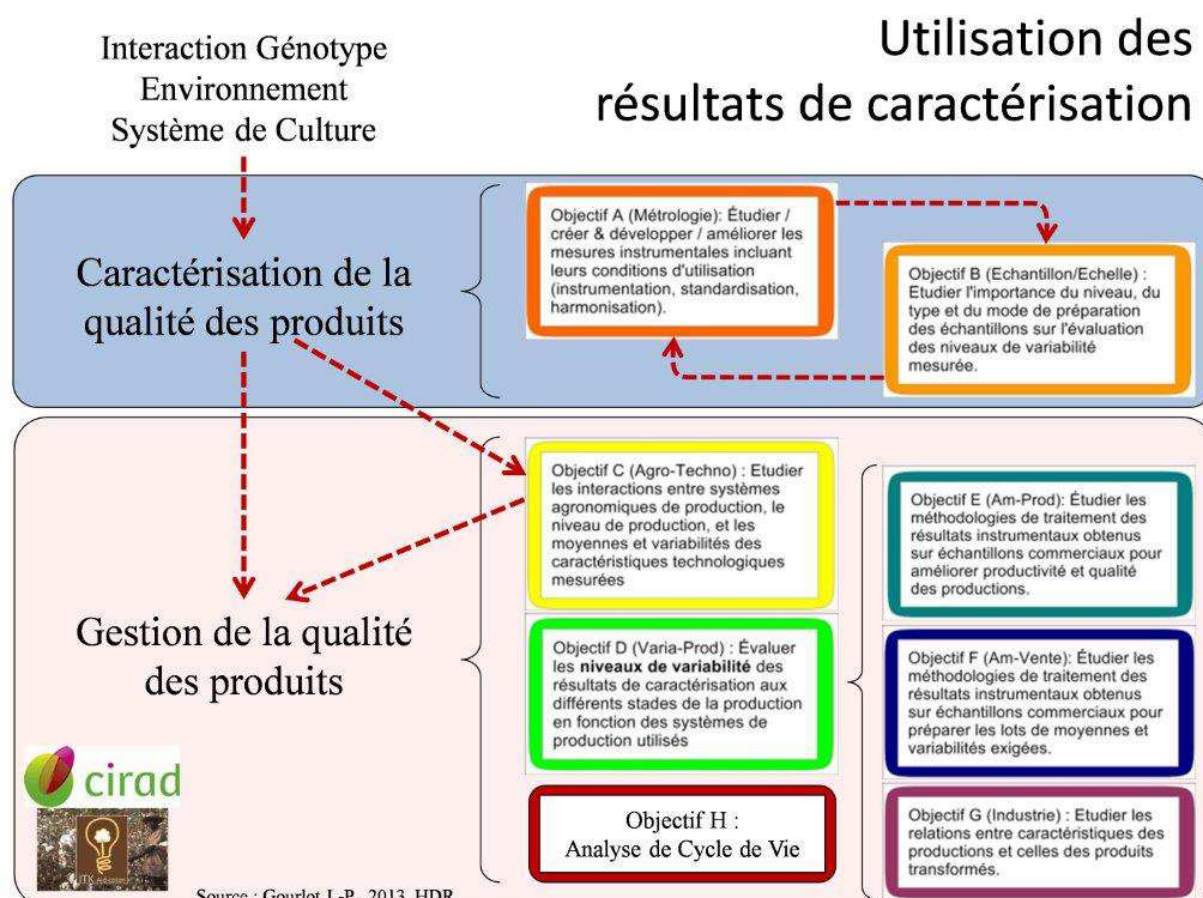 Utilisation des
résultats de caractérisation
Interaction Génotype
Environnement
Système de Culture
Caractérisation de la
qualité des produits
Objectif A (Métrologie): Étudier /
créer & développer / améliorer les
mesures instrumentales incluant
leurs conditions d'utilisation
(instrumentation, standardisation,
harmonisation).
Objectif B (Echantillon/Echelle) :
Etudier l'importance du niveau, du
type et du mode de préparation
des échantillons sur l'évaluation
des niveaux de variabilité
mesurée.
Gestion de la qualité
des produits
Objectif C (Agro-Techno) : Etudier
les interactions entre systèmes
agronomiques de production, le
niveau de production, et les
moyennes et variabilités des
caractéristiques technologiques
mesurées
Objectif D (Varia-Prod) : Évaluer
les niveaux de variabilité des
résultats de caractérisation aux
différents stades de la production
en fonction des systèmes de
production utilisés
Objectif H :
Analyse de Cycle de Vie
Objectif E (Am-Prod): Étudier les
méthodologies de traitement des
résultats instrumentaux obtenus
sur échantillons commerciaux pour
améliorer productivité et qualité
des productions.
Objectif F (Am-Vente): Étudier les
méthodologies de traitement des
résultats instrumentaux obtenus
sur échantillons commerciaux pour
préparer les lots de moyennes et
variabilités exigées.
Objectif G (Industrie) : Etudier les
relations entre caractéristiques des
productions et celles des produits
transformés.
cirad
Source : Gourlot J.-P., 2013, HDR